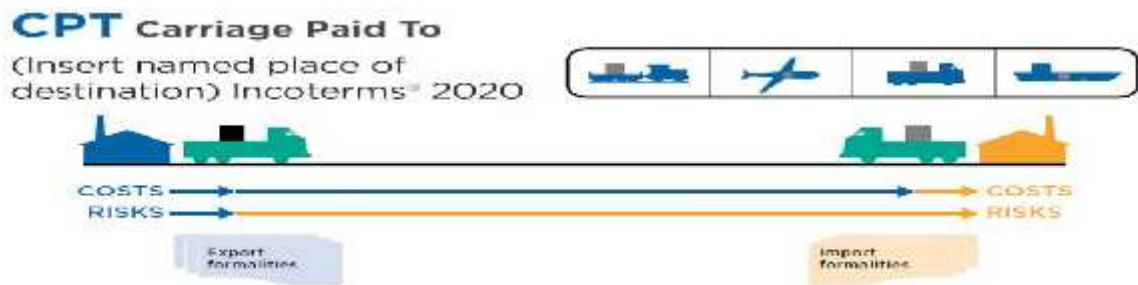 CPT Carriage Paid To
(Insert named place of
destination) Incoterms® 2020
COSTS COSTS
RISKS RISKS
Export
formalities
Import
formalities